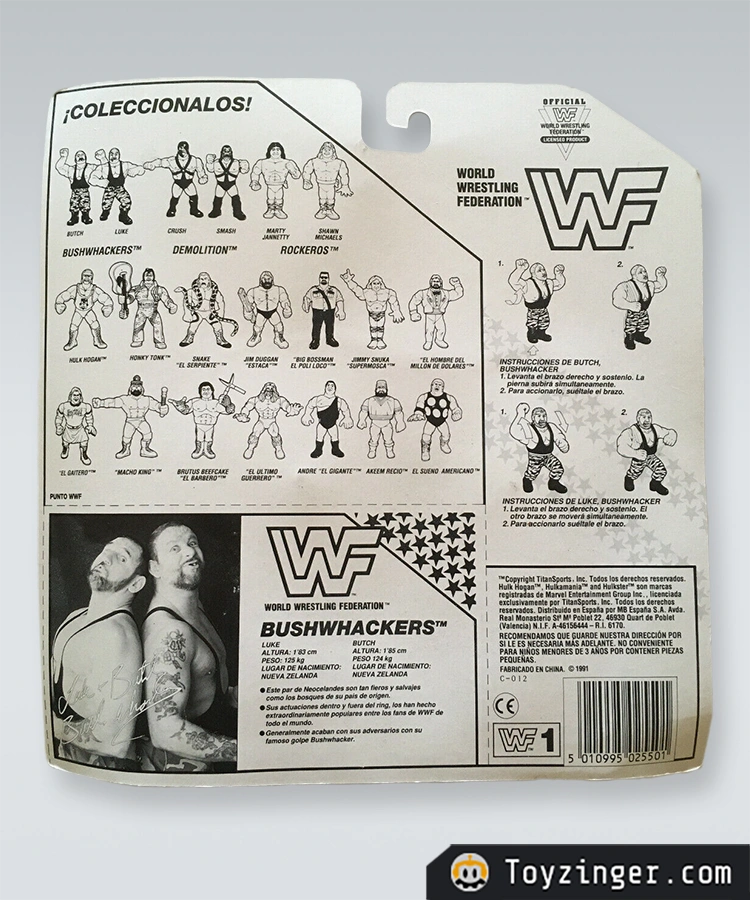 ¡COLECCIONALOS!
OFFICIAL
WF
WORLD WRESTLING
FEDERATION™
LICENSED PRODUCT
WORLD
WRESTLING
FEDERATION™
WF™
BUTCH LUKE CRUSH SMASH MARTY JANNETTY SHAWN MICHAELS
BUSHWHACKERS™ DEMOLITION™ ROCKEROS™
HULK HOGAN™ HONKY TONK™ SNAKE "EL SERPIENTE"™ JIM DUGGAN "ESTACA"™ "BIG BOSSMAN EL POLI LOCO"™ JIMMY SNUKA "SUPERMOSCA"™ "EL HOMBRE DEL MILLON DE DOLARES"™
"EL GAITERO"™ "MACHO KING"™ BRUTUS BEEFCAKE "EL BARBERO"™ "EL ULTIMO GUERRERO"™ ANDRE "EL GIGANTE"™ AKEEM RECIO™ EL SUENO AMERICANO™
PUNTO WWF
1. 2.
INSTRUCCIONES DE BUTCH,
BUSHWHACKER
1. Levanta el brazo derecho y sostenlo. La
pierna subirá simultaneamente.
2. Para accionarlo, suéltale el brazo.
1. 2.
INSTRUCCIONES DE LUKE, BUSHWHACKER
1. Levanta el brazo derecho y sostenlo. El
otro brazo se moverá simultaneamente.
2. Para accionarlo suéltale el brazo.
WF™
WORLD WRESTLING FEDERATION™
BUSHWHACKERS™
LUKE
ALTURA: 1'83 cm
PESO: 125 kg
LUGAR DE NACIMIENTO:
NUEVA ZELANDA
BUTCH
ALTURA: 1'85 cm
PESO 124 kg
LUGAR DE NACIMIENTO:
NUEVA ZELANDA
● Este par de Neocelandes son tan fieros y salvajes
como los bosques de su pais de origen.
● Sus actuaciones dentro y fuera del ring, los han hecho
extraordinariamente populares entre los fans de WWF de
todo el mundo.
● Generalmente acaban con sus adversarios con su
famoso golpe Bushwhacker.
™Copyright TitanSports. Inc. Todos los derechos reservados.
Hulk Hogan™, Hulkamania™ and Hulkster™ son marcas
registradas de Marvel Entertainment Group Inc., licenciada
exclusivamente por TitanSports. Inc. Todos los derechos
reservados. Distribuido en España por MB España S.A. Avda.
Real Monasterio Stª Mª Poblet 22, 46930 Quart de Poblet
(Valencia) N.I.F. A-46156444 – R.I. 6170.
RECOMENDAMOS QUE GUARDE NUESTRA DIRECCIÓN POR
SI LE ES NECESARIA MÁS ADELANTE. NO CONVENIENTE
PARA NIÑOS MENORES DE 3 AÑOS POR CONTENER PIEZAS
PEQUEÑAS.
FABRICADO EN CHINA. © 1991
C-012
CE
WF 1
5 010995 025501
Toyzinger.com